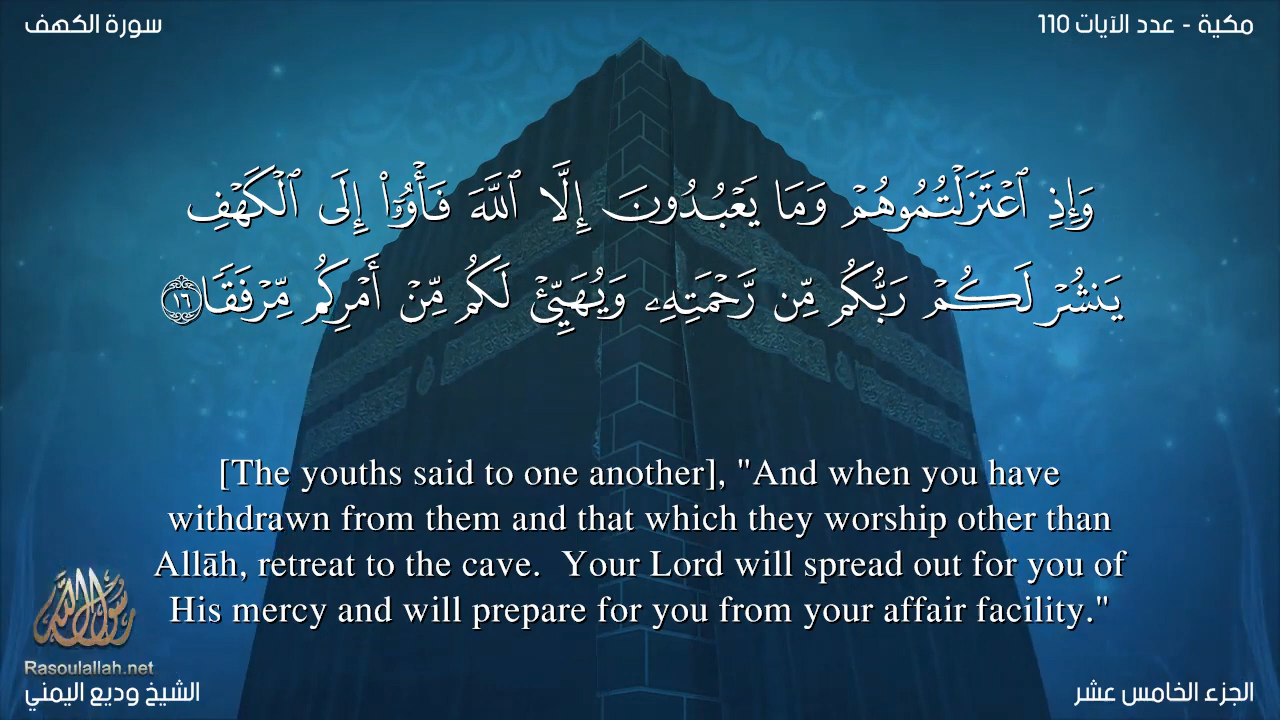 سورة الكهف
مكية - عدد الآيات 110
وَإِذِ ٱعْتَزَلْتُمُوهُمْ وَمَا يَعْبُدُونَ إِلَّا ٱللَّهَ فَأْوُۥٓا۟ إِلَى ٱلْكَهْفِ
يَنشُرْ لَكُمْ رَبُّكُم مِّن رَّحْمَتِهِۦ وَيُهَيِّئْ لَكُم مِّنْ أَمْرِكُم مِّرْفَقًا ١٦
[The youths said to one another], "And when you have
withdrawn from them and that which they worship other than
Allāh, retreat to the cave.  Your Lord will spread out for you of
His mercy and will prepare for you from your affair facility."
رسول الله
Rasoulallah.net
الشيخ وديع اليمني
الجزء الخامس عشر